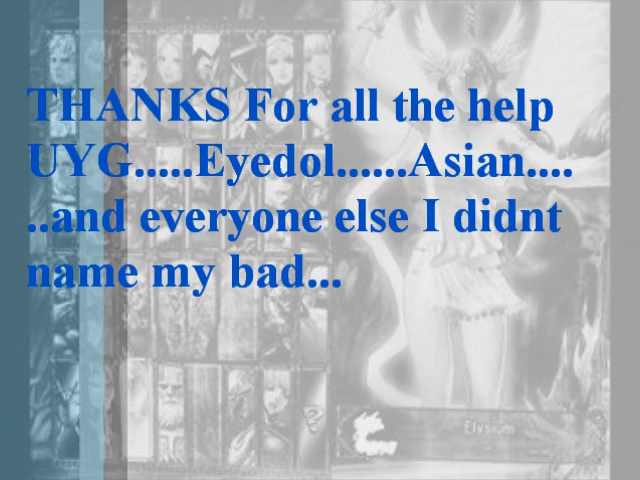 THANKS For all the help
UYG.....Eyedol......Asian....
..and everyone else I didnt
name my bad...
Elysium